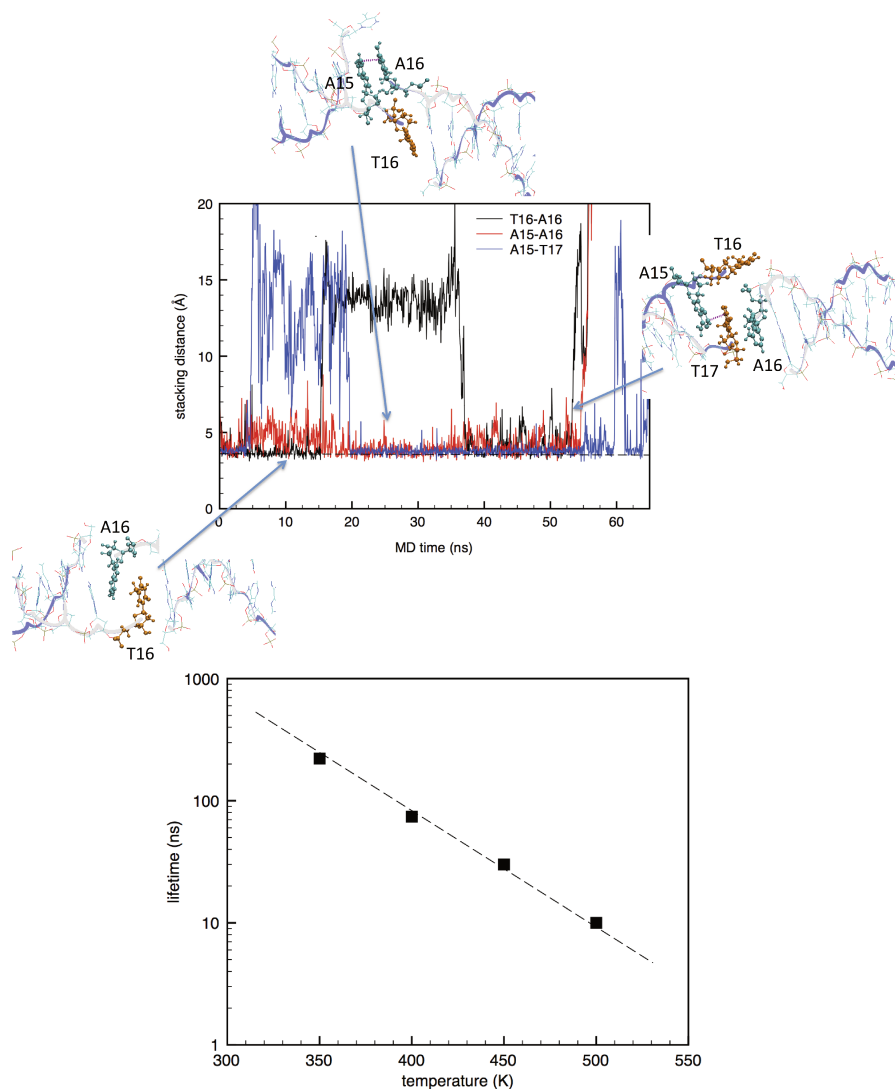 A15
A16
T16
20
15
10
5
0
stacking distance (Å)
T16-A16
A15-A16
A15-T17
0
10
20
30
40
50
60
MD time (ns)
T16
A15
T17
A16
A16
T16
1000
100
10
1
lifetime (ns)
300
350
400
450
500
550
temperature (K)